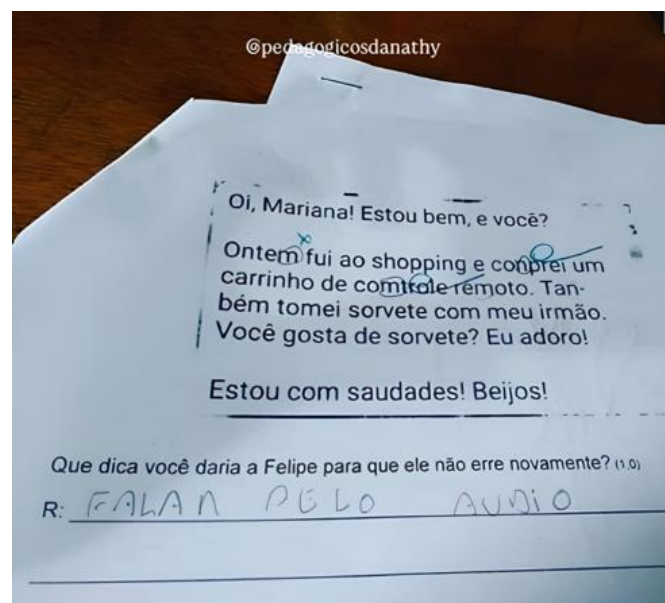 @pedagogicosdanathy
Oi, Mariana! Estou bem, e você?
Ontem fui ao shopping e conprei um
carrinho de comtrole remoto. Tan-
bém tomei sorvete com meu irmão.
Você gosta de sorvete? Eu adoro!
Estou com saudades! Beijos!
Que dica você daria a Felipe para que ele não erre novamente? (1,0)
R: FALAR PELO AUDIO